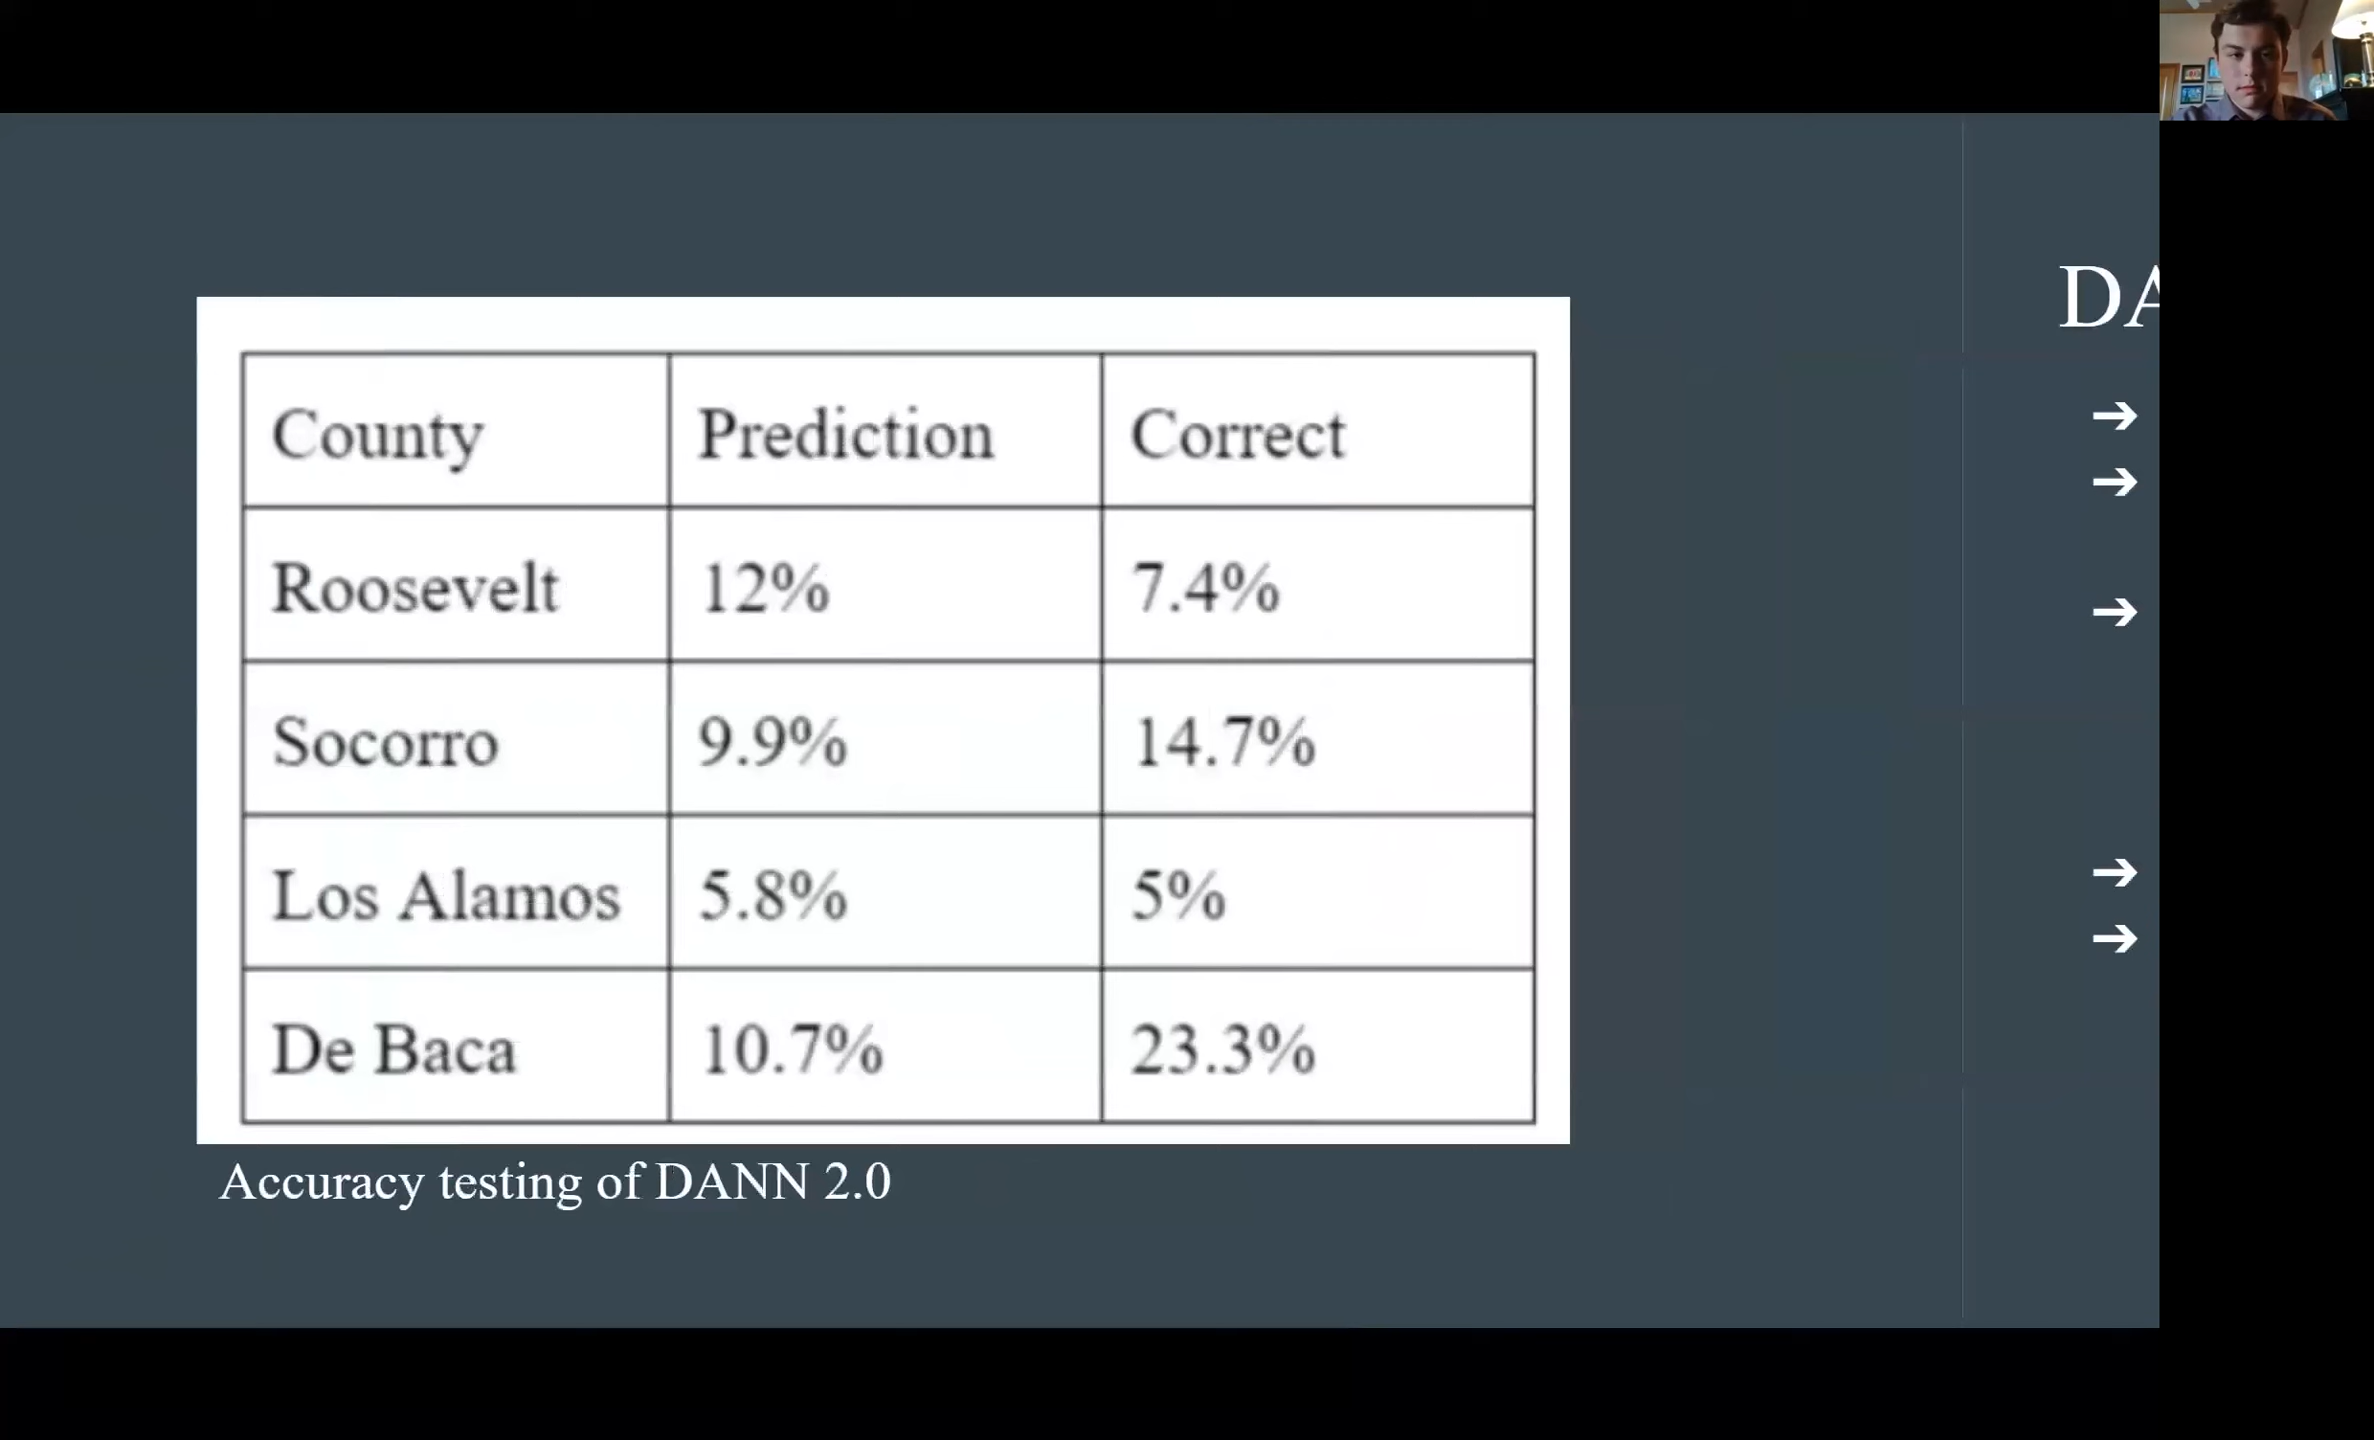 County Prediction Correct
Roosevelt 12% 7.4%
Socorro 9.9% 14.7%
Los Alamos 5.8% 5%
De Baca 10.7% 23.3%
Accuracy testing of DANN 2.0
DA
➔
➔
➔
➔
➔